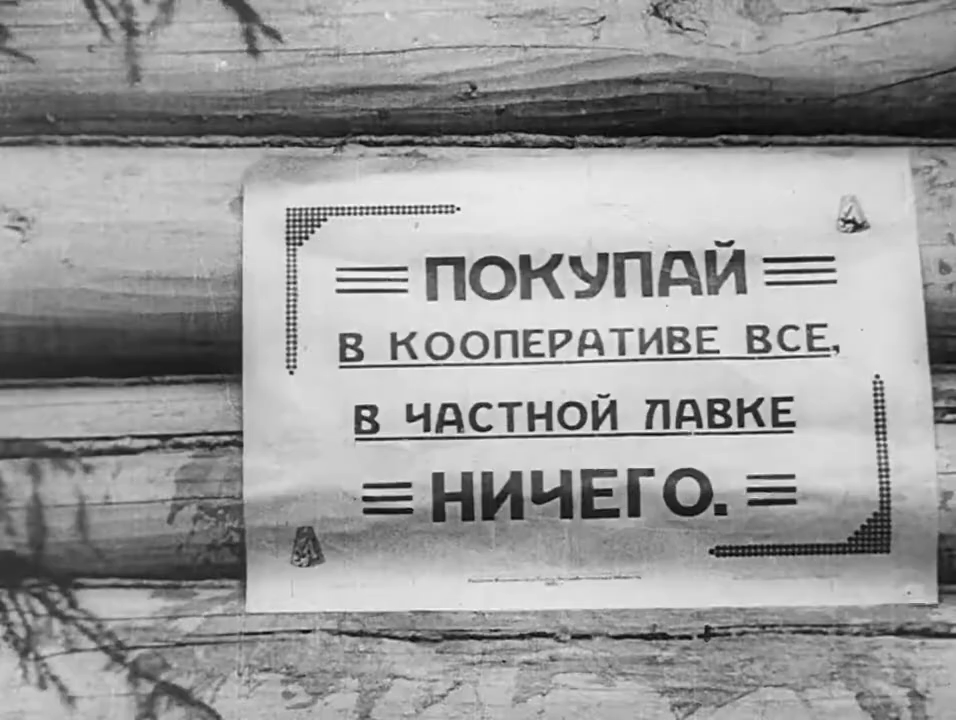 ПОКУПАЙ
В КООПЕРАТИВЕ ВСЕ,
В ЧАСТНОЙ ЛАВКЕ
НИЧЕГО.